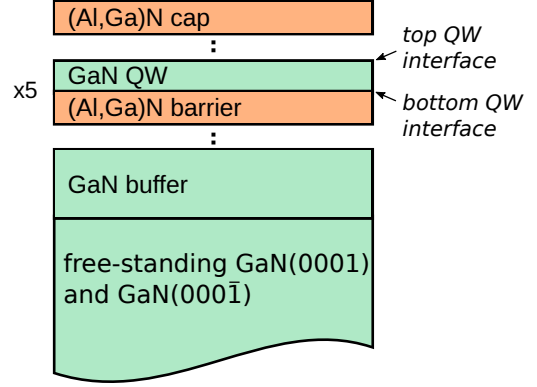 (Al,Ga)N cap
top QW
interface
GaN QW
x5
(Al,Ga)N barrier
bottom QW
interface
GaN buffer
free-standing GaN(0001)
and GaN(0001̄)